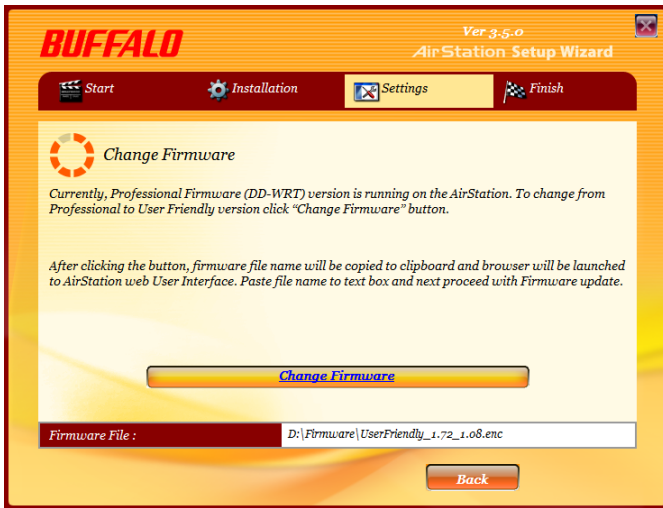 BUFFALO
Ver 3.5.0
AirStation Setup Wizard
Start
Installation
Settings
Finish
Change Firmware
Currently, Professional Firmware (DD-WRT) version is running on the AirStation. To change from
Professional to User Friendly version click “Change Firmware” button.
After clicking the button, firmware file name will be copied to clipboard and browser will be launched
to AirStation web User Interface. Paste file name to text box and next proceed with Firmware update.
Change Firmware
Firmware File :
D:\Firmware\UserFriendly_1.72_1.08.enc
Back